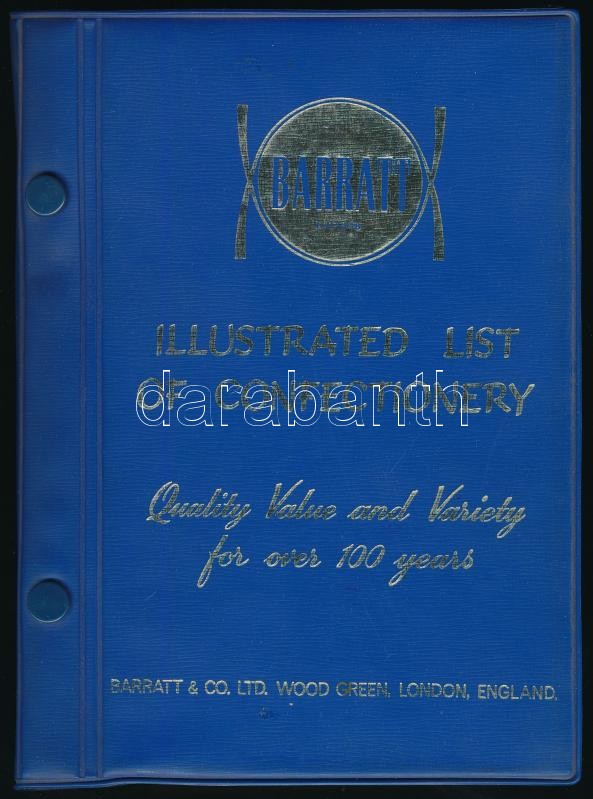 BARRATT
ILLUSTRATED LIST
OF CONFECTIONERY
darabanth
Quality Value and Variety
for over 100 years
BARRATT & CO. LTD. WOOD GREEN. LONDON, ENGLAND.